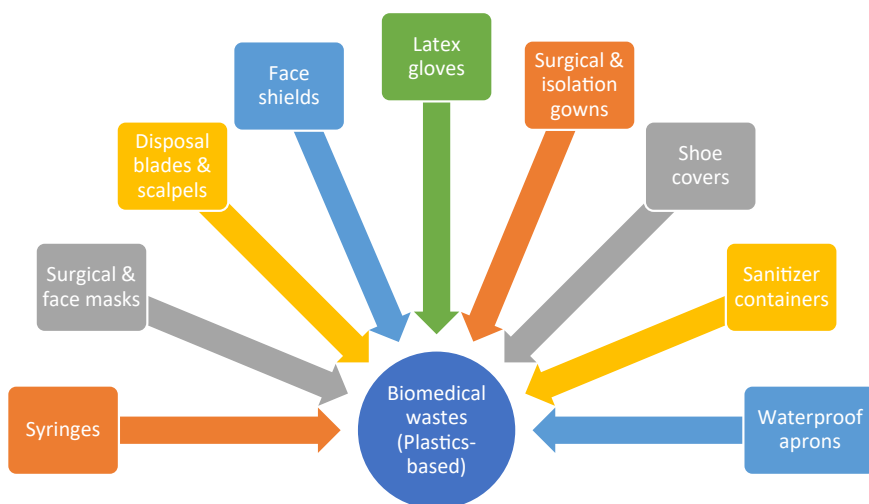 Latex
gloves
Surgical &
isolation
gowns
Face
shields
Disposal
blades &
scalpels
Shoe
covers
Surgical &
face masks
Sanitizer
containers
Syringes
Biomedical
wastes
(Plastics-
based)
Waterproof
aprons